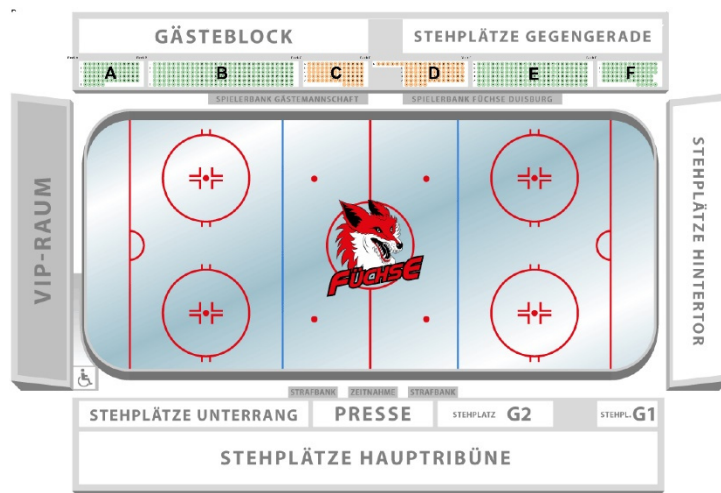 GÄSTEBLOCK
STEHPLÄTZE GEGENGERADE
A B C D E F
SPIELERBANK GÄSTEMANNSCHAFT
SPIELERBANK FÜCHSE DUISBURG
VIP-RAUM
STEHPLÄTZE HINTERTOR
FÜCHSE
STRAFBANK ZEITNAHME STRAFBANK
STEHPLÄTZE UNTERRANG
PRESSE
STEHPLATZ G2
STEHPL. G1
STEHPLÄTZE HAUPTRIBÜNE